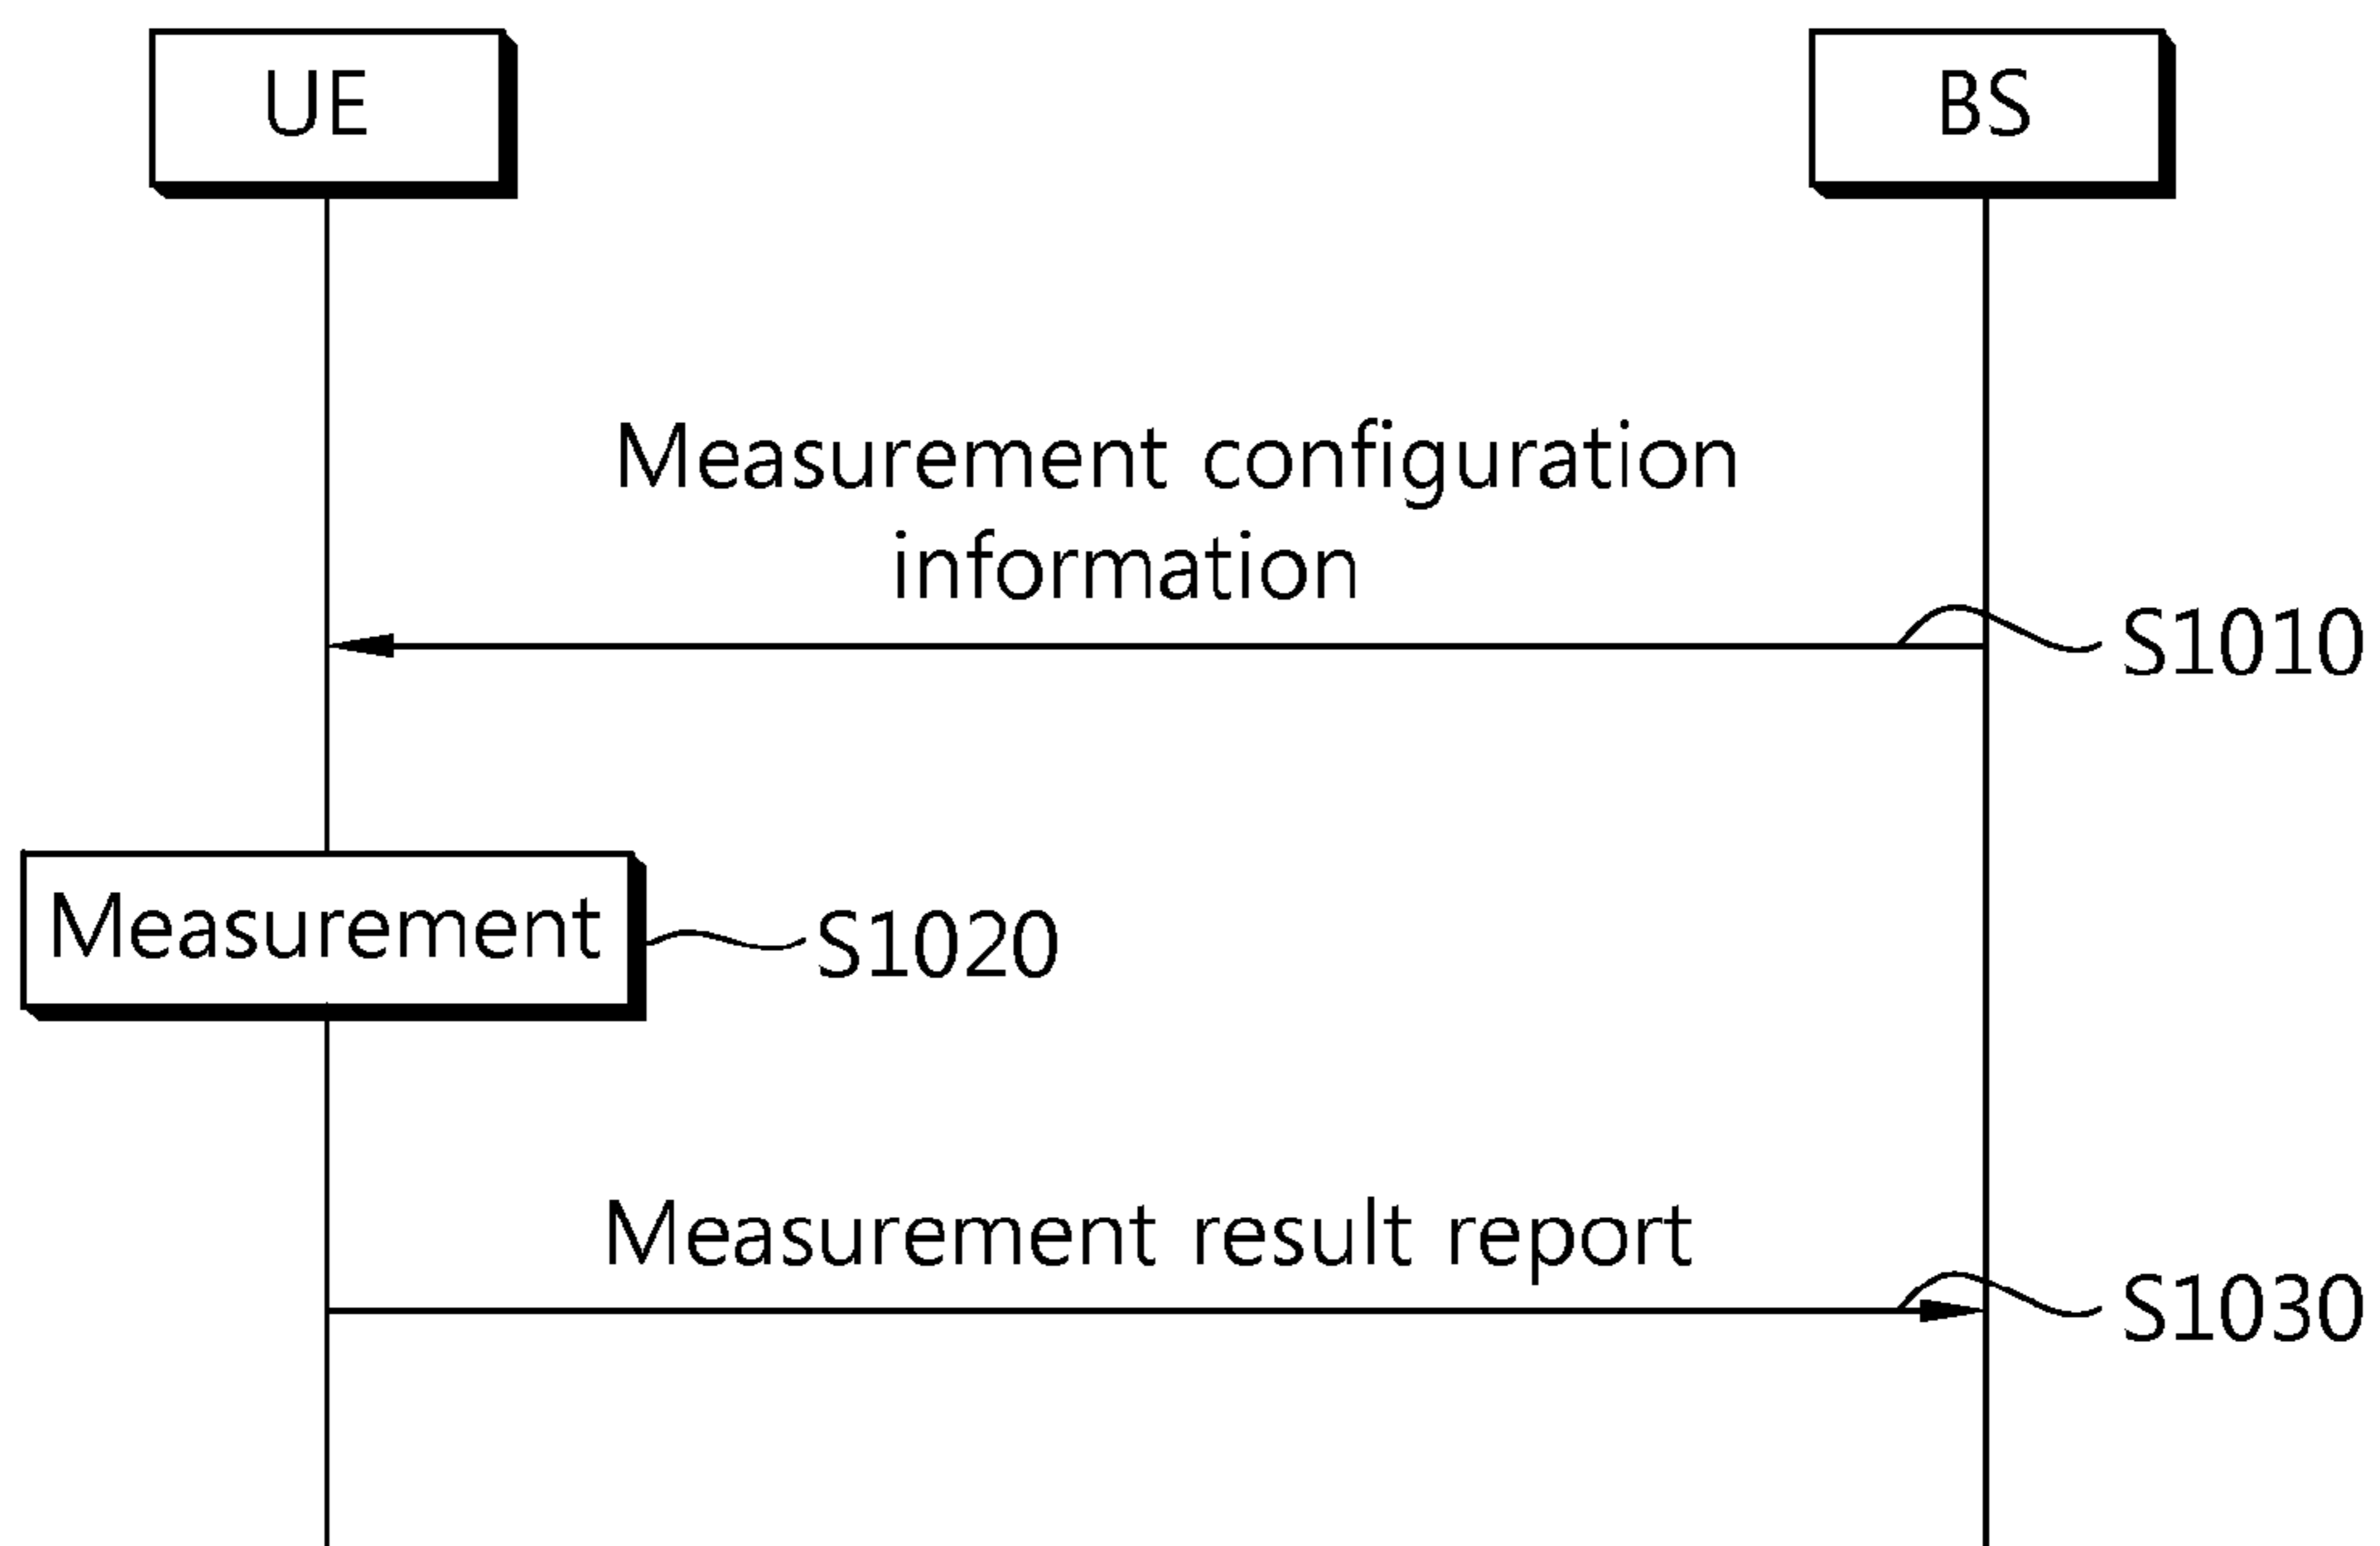 UE
BS
Measurement configuration
information
S1010
Measurement
S1020
Measurement result report
S1030